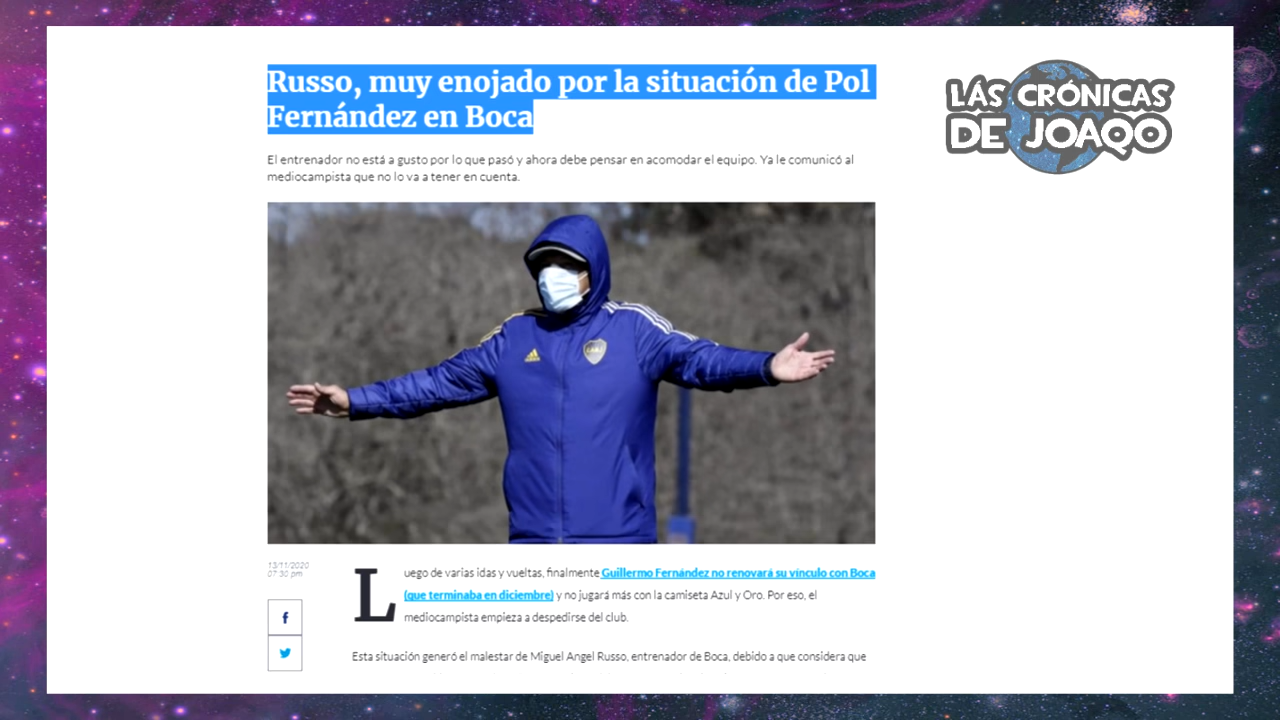 Russo, muy enojado por la situación de Pol
Fernández en Boca
LAS CRÓNICAS
DE JOAQO
El entrenador no está a gusto por lo que pasó y ahora debe pensar en acomodar el equipo. Ya le comunicó al
mediocampista que no lo va a tener en cuenta.
13/11/2020
07:30 pm
Luego de varias idas y vueltas, finalmente Guillermo Fernández no renovará su vínculo con Boca
(que terminaba en diciembre) y no jugará más con la camiseta Azul y Oro. Por eso, el
mediocampista empieza a despedirse del club.
Esta situación generó el malestar de Miguel Angel Russo, entrenador de Boca, debido a que considera que